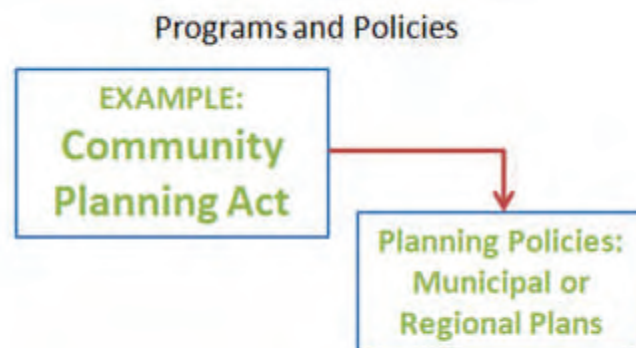 Programs and Policies
EXAMPLE:
Community
Planning Act
Planning Policies:
Municipal or
Regional Plans